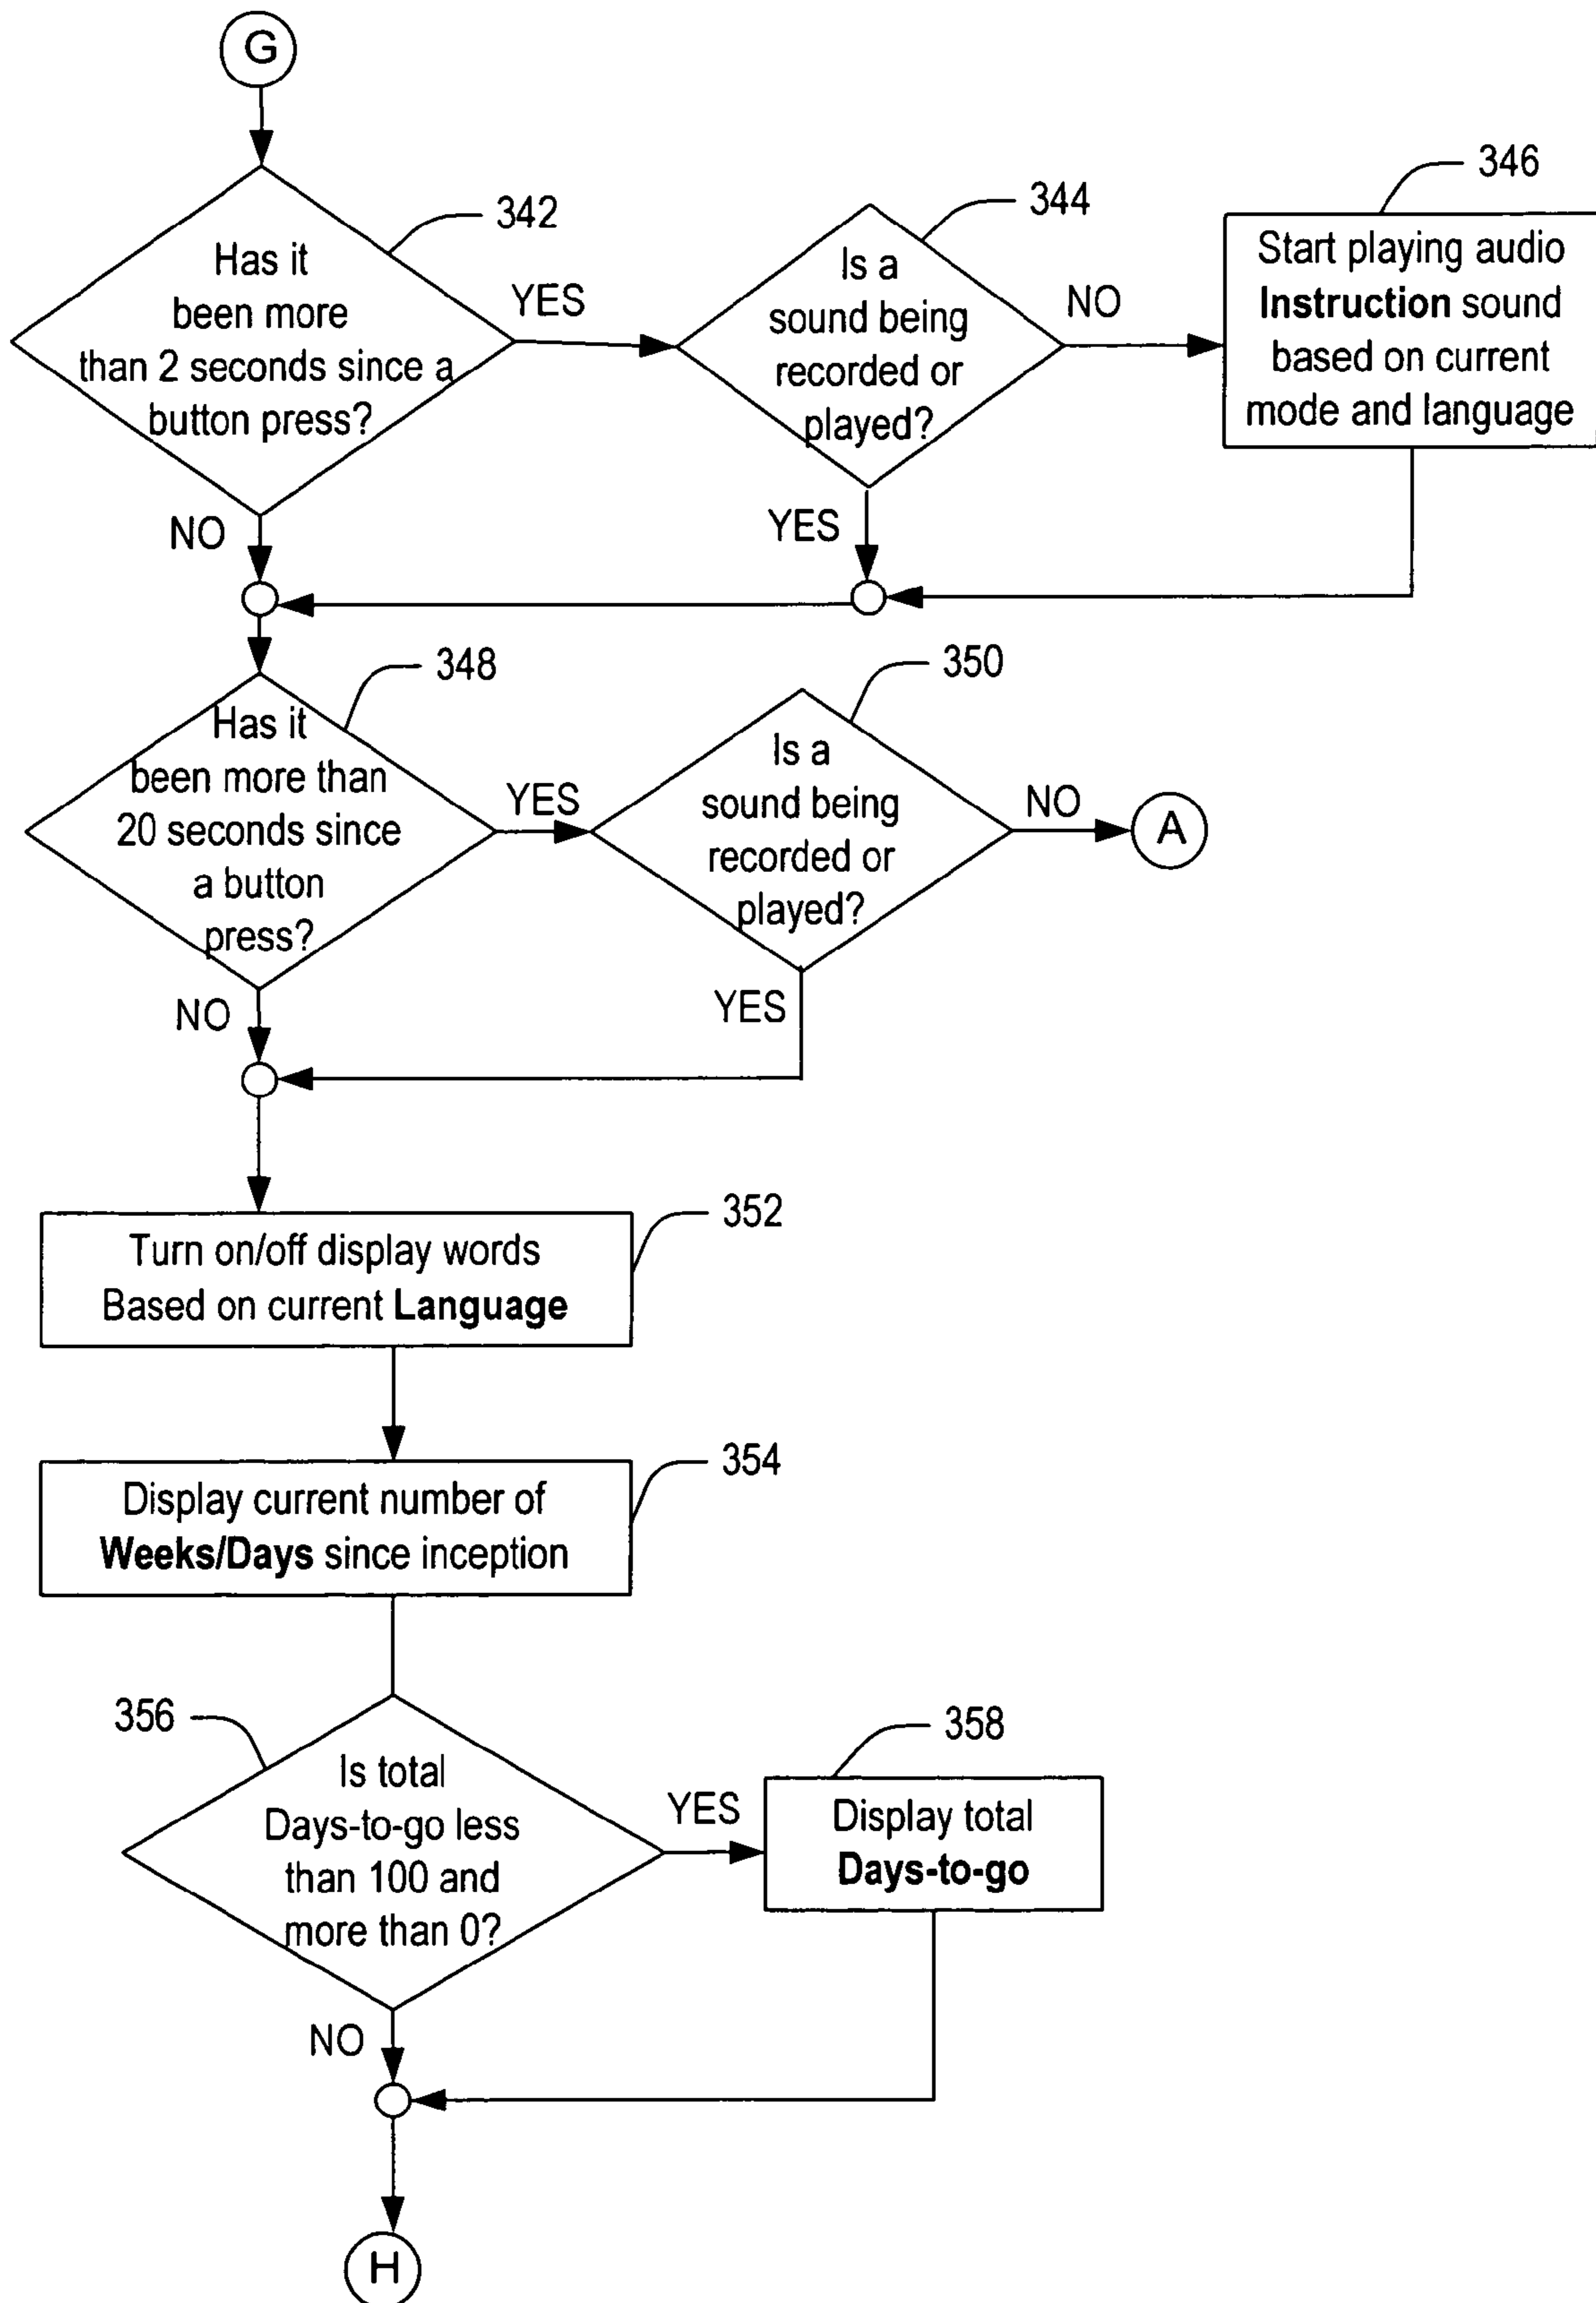 G
342
Has it
been more
than 2 seconds since a
button press?
YES
NO
344
Is a
sound being
recorded or
played?
NO
YES
346
Start playing audio
Instruction sound
based on current
mode and language
348
Has it
been more than
20 seconds since
a button
press?
YES
NO
350
Is a
sound being
recorded or
played?
NO
YES
A
352
Turn on/off display words
Based on current Language
354
Display current number of
Weeks/Days since inception
356
Is total
Days-to-go less
than 100 and
more than 0?
YES
NO
358
Display total
Days-to-go
H